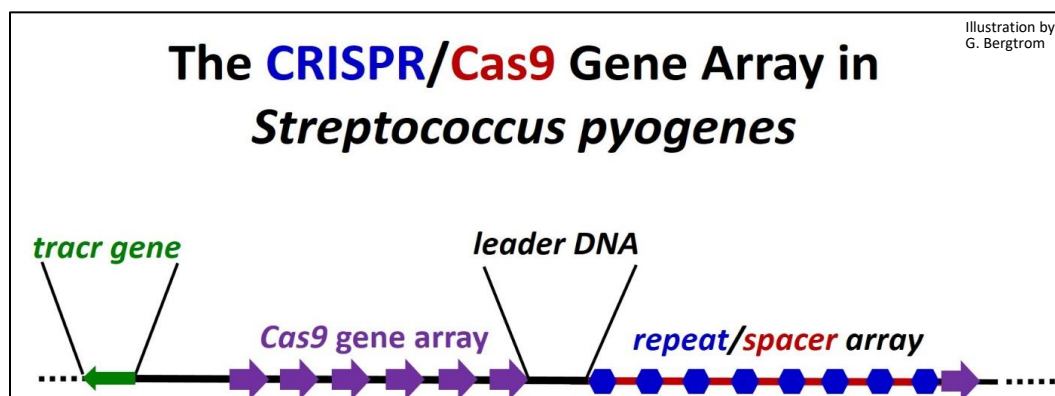 Illustration by
G. Bergtrom
The CRISPR/Cas9 Gene Array in
Streptococcus pyogenes
tracr gene
leader DNA
Cas9 gene array
repeat/spacer array